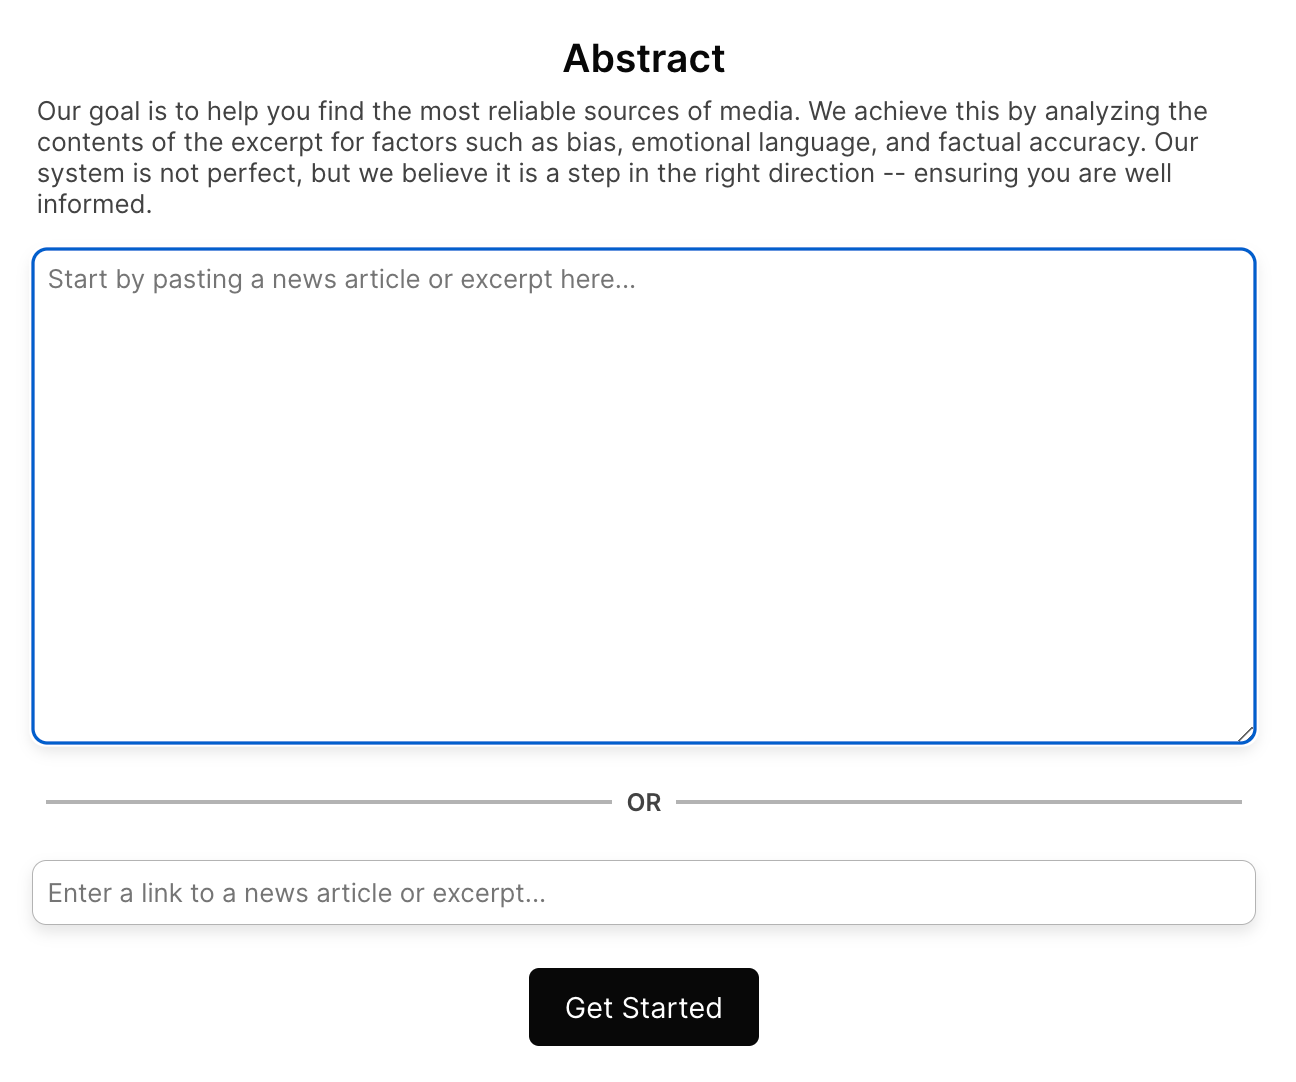 Abstract
Our goal is to help you find the most reliable sources of media. We achieve this by analyzing the
contents of the excerpt for factors such as bias, emotional language, and factual accuracy. Our
system is not perfect, but we believe it is a step in the right direction -- ensuring you are well
informed.
Start by pasting a news article or excerpt here...
OR
Enter a link to a news article or excerpt...
Get Started